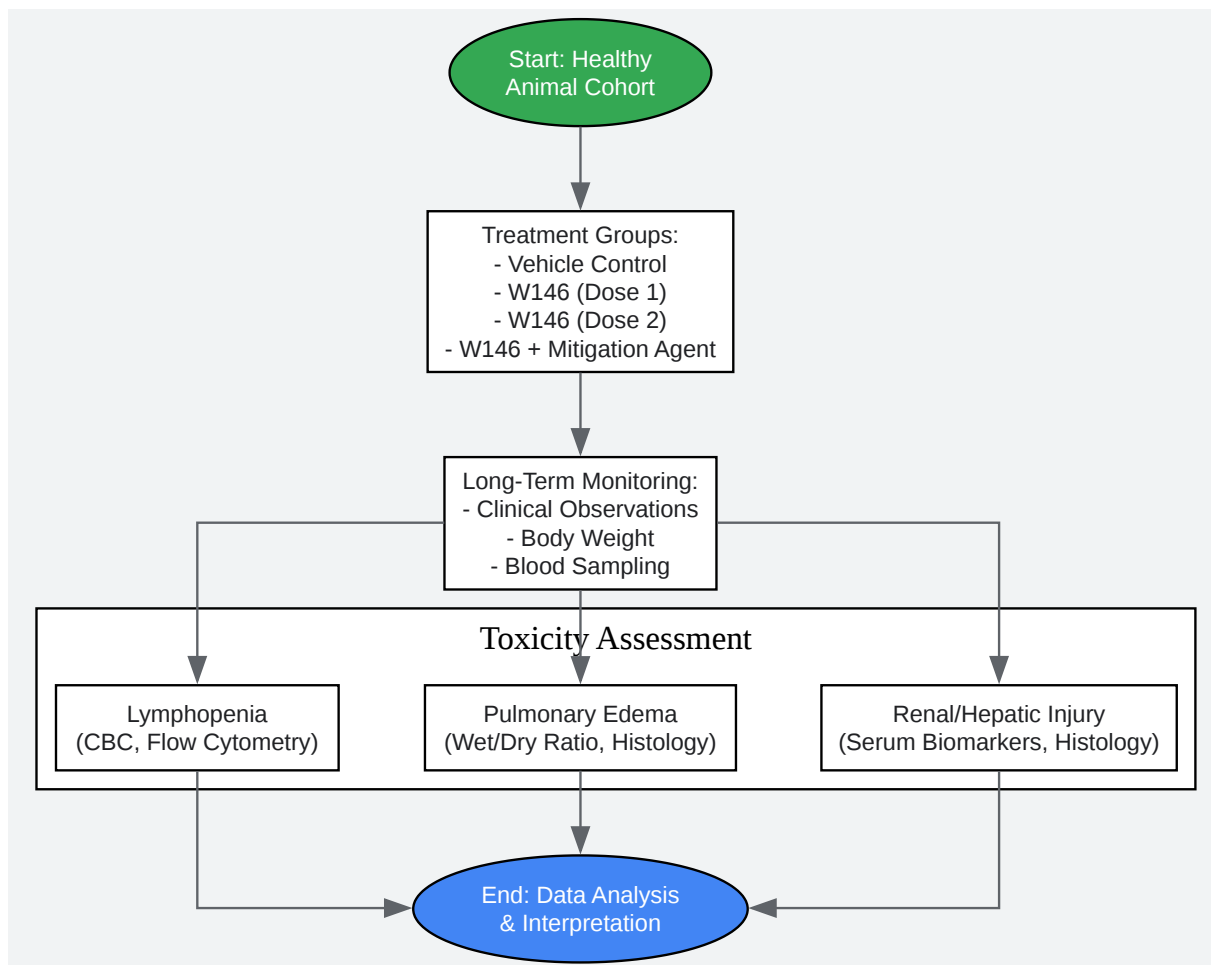 Start: Healthy
Animal Cohort
Treatment Groups:
- Vehicle Control
- W146 (Dose 1)
- W146 (Dose 2)
- W146 + Mitigation Agent
Long-Term Monitoring:
- Clinical Observations
- Body Weight
- Blood Sampling
Toxicity Assessment
Lymphopenia
(CBC, Flow Cytometry)
Pulmonary Edema
(Wet/Dry Ratio, Histology)
Renal/Hepatic Injury
(Serum Biomarkers, Histology)
End: Data Analysis
& Interpretation